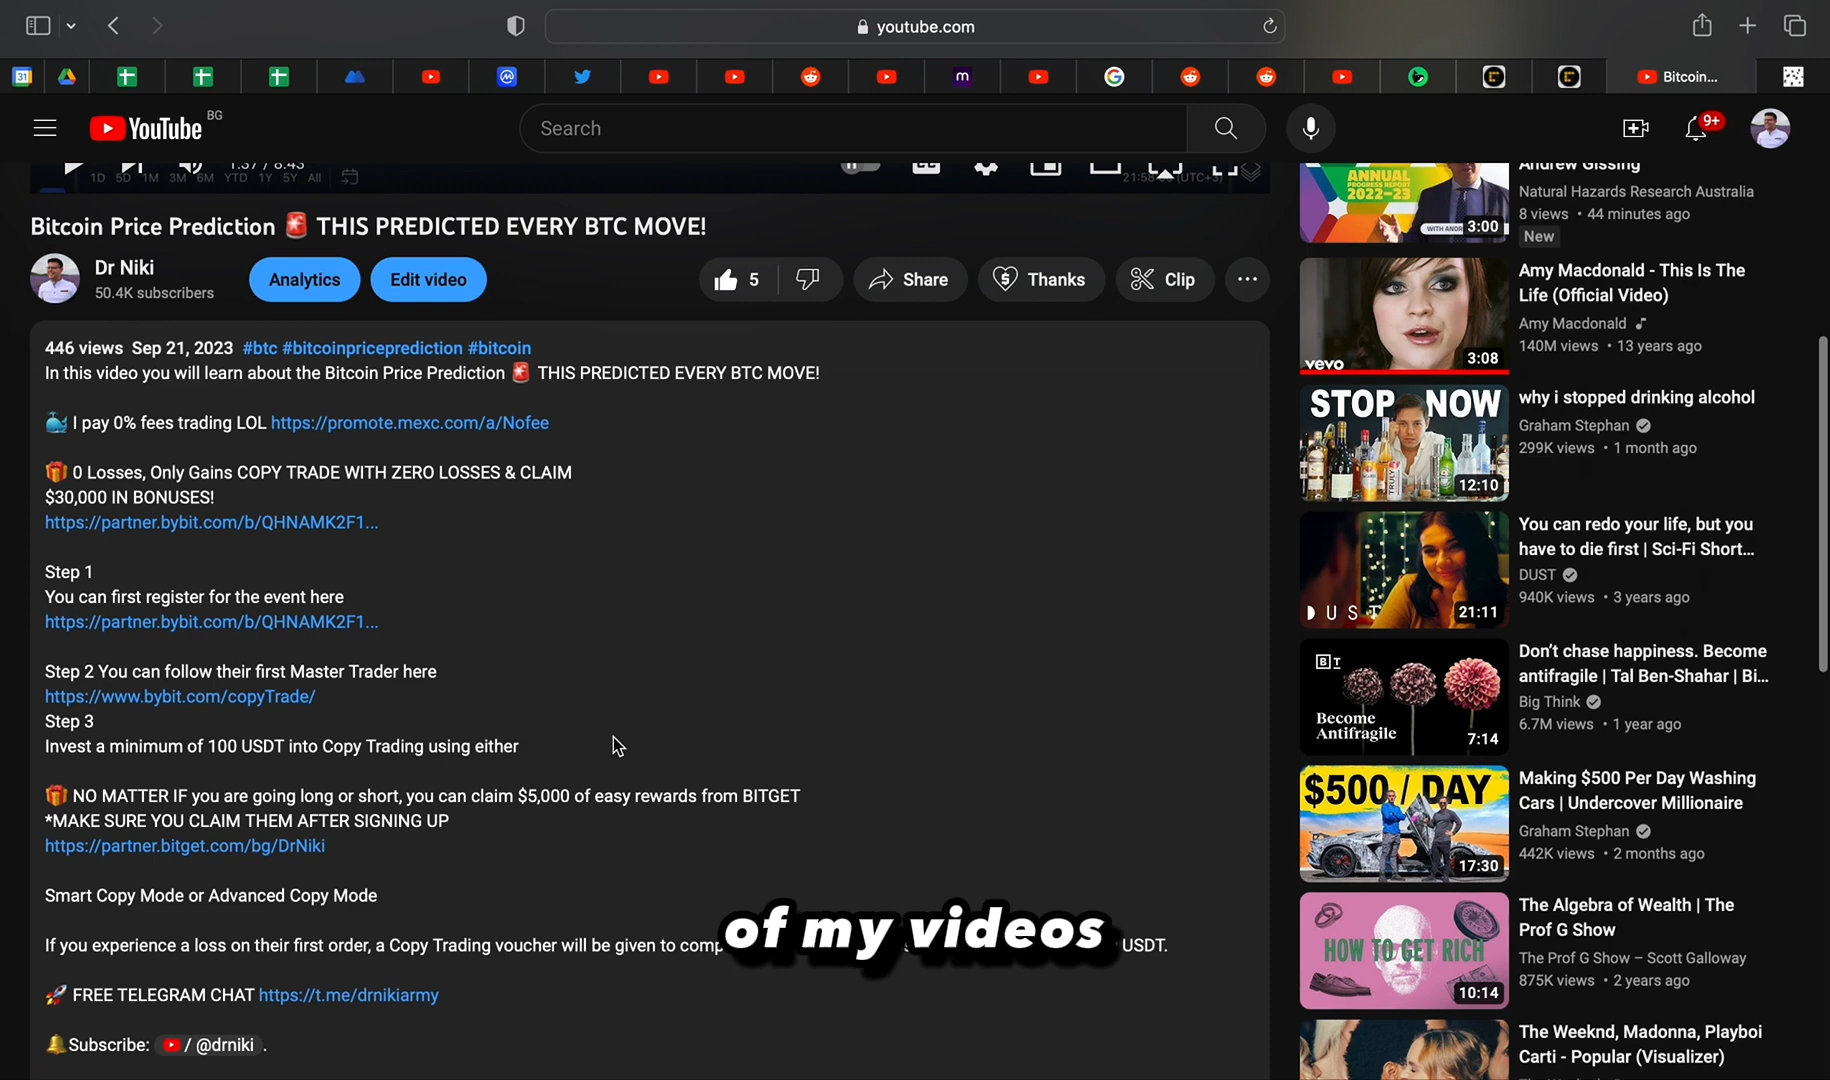 youtube.com
31
Bitcoin...
YouTube
BG
Search
9+
1:37 / 8:43
1D 5D 1M 3M 6M YTD 1Y 5Y All
Bitcoin Price Prediction 🚨 THIS PREDICTED EVERY BTC MOVE!
Dr Niki
50.4K subscribers
Analytics
Edit video
5
Share
Thanks
Clip
446 views Sep 21, 2023 #btc #bitcoinpriceprediction #bitcoin
In this video you will learn about the Bitcoin Price Prediction 🚨 THIS PREDICTED EVERY BTC MOVE!
🐳 I pay 0% fees trading LOL https://promote.mexc.com/a/Nofee
🎁 0 Losses, Only Gains COPY TRADE WITH ZERO LOSSES & CLAIM
$30,000 IN BONUSES!
https://partner.bybit.com/b/QHNAMK2F1...
Step 1
You can first register for the event here
https://partner.bybit.com/b/QHNAMK2F1...
Step 2 You can follow their first Master Trader here
https://www.bybit.com/copyTrade/
Step 3
Invest a minimum of 100 USDT into Copy Trading using either
🎁 NO MATTER IF you are going long or short, you can claim $5,000 of easy rewards from BITGET
*MAKE SURE YOU CLAIM THEM AFTER SIGNING UP
https://partner.bitget.com/bg/DrNiki
Smart Copy Mode or Advanced Copy Mode
If you experience a loss on their first order, a Copy Trading voucher will be given to USDT.
of my videos
🚀 FREE TELEGRAM CHAT https://t.me/drnikiarmy
🔔Subscribe: / @drniki .
Andrew Gissing
Natural Hazards Research Australia
8 views • 44 minutes ago
New
ANNUAL
PROGRESS REPORT
2022-23
3:00
Amy Macdonald - This Is The
Life (Official Video)
Amy Macdonald
140M views • 13 years ago
vevo
3:08
why i stopped drinking alcohol
Graham Stephan
299K views • 1 month ago
STOP NOW
12:10
You can redo your life, but you
have to die first | Sci-Fi Short...
DUST
940K views • 3 years ago
DUST
21:11
Don't chase happiness. Become
antifragile | Tal Ben-Shahar | Bi...
Big Think
6.7M views • 1 year ago
BT
Become
Antifragile
7:14
Making $500 Per Day Washing
Cars | Undercover Millionaire
Graham Stephan
442K views • 2 months ago
$500 / DAY
17:30
The Algebra of Wealth | The
Prof G Show
The Prof G Show – Scott Galloway
875K views • 2 years ago
HOW TO GET RICH
10:14
The Weeknd, Madonna, Playboi
Carti - Popular (Visualizer)